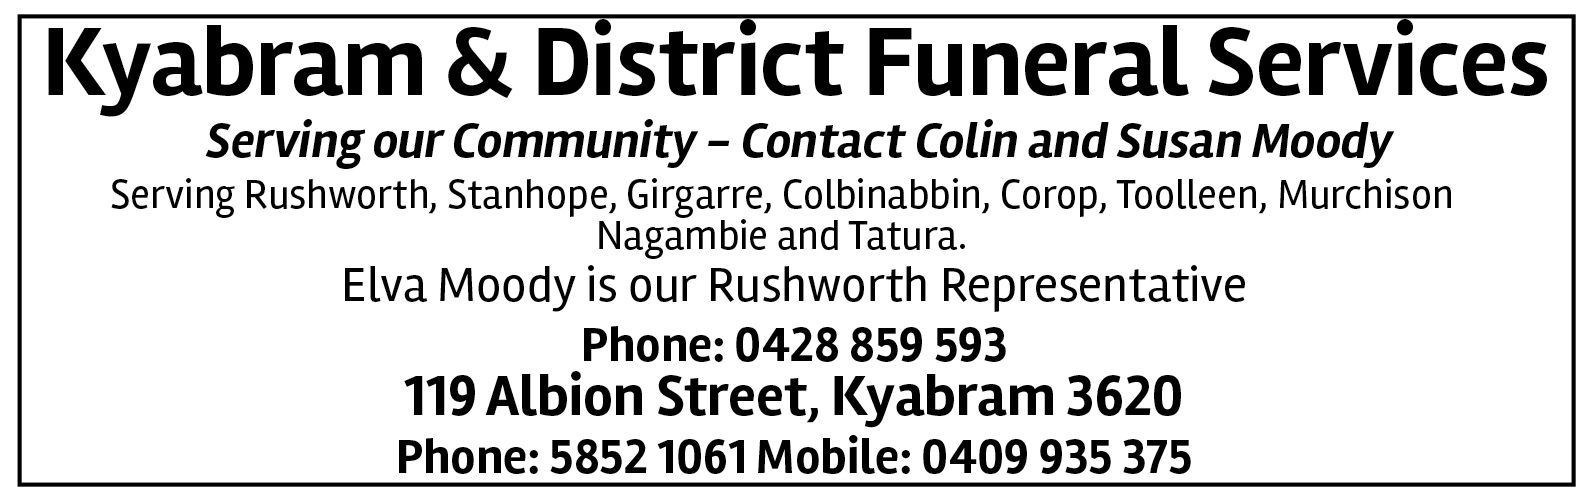 Kyabram & District Funeral Services
Serving our Community – Contact Colin and Susan Moody
Serving Rushworth, Stanhope, Girgarre, Colbinabbin, Corop, Toolleen, Murchison
Nagambie and Tatura.
Elva Moody is our Rushworth Representative
Phone: 0428 859 593
119 Albion Street, Kyabram 3620
Phone: 5852 1061 Mobile: 0409 935 375